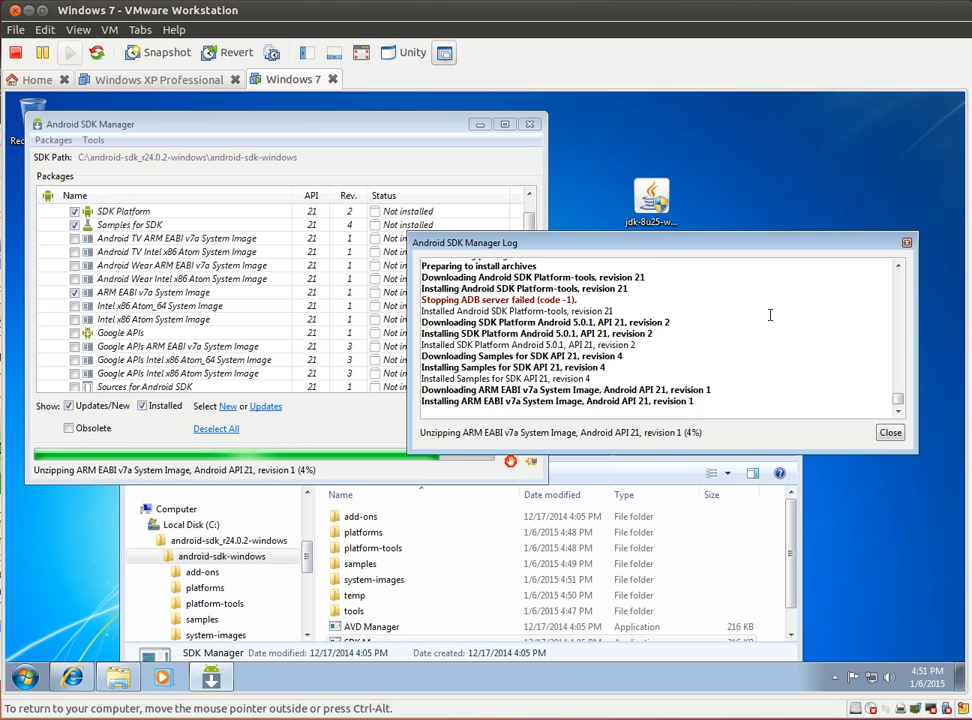 Windows 7 - VMware Workstation
File Edit View VM Tabs Help
Snapshot Revert Unity
Home Windows XP Professional Windows 7
Android SDK Manager
Packages Tools
SDK Path: C:\android-sdk_r24.0.2-windows\android-sdk-windows
Packages
Name API Rev. Status
SDK Platform 21 2 Not installed
Samples for SDK 21 4 Not installed
Android TV ARM EABI v7a System Image 21 1
Android TV Intel x86 Atom System Image 21 1
Android Wear ARM EABI v7a System Image 21 1
Android Wear Intel x86 Atom System Image 21 1
ARM EABI v7a System Image 21 1
Intel x86 Atom_64 System Image 21 1
Intel x86 Atom System Image 21 1
Google APIs 21 1
Google APIs ARM EABI v7a System Image 21 3
Google APIs Intel x86 Atom_64 System Image 21 3
Google APIs Intel x86 Atom System Image 21 3
Sources for Android SDK 21 1
Show: Updates/New Installed Select New or Updates
Obsolete Deselect All
Unzipping ARM EABI v7a System Image, Android API 21, revision 1 (4%)
jdk-8u25-w...
Android SDK Manager Log
Preparing to install archives
Downloading Android SDK Platform-tools, revision 21
Installing Android SDK Platform-tools, revision 21
Stopping ADB server failed (code -1).
Installed Android SDK Platform-tools, revision 21
Downloading SDK Platform Android 5.0.1, API 21, revision 2
Installing SDK Platform Android 5.0.1, API 21, revision 2
Installed SDK Platform Android 5.0.1, API 21, revision 2
Downloading Samples for SDK API 21, revision 4
Installing Samples for SDK API 21, revision 4
Installed Samples for SDK API 21, revision 4
Downloading ARM EABI v7a System Image, Android API 21, revision 1
Installing ARM EABI v7a System Image, Android API 21, revision 1
Unzipping ARM EABI v7a System Image, Android API 21, revision 1 (4%)
Close
Computer
Local Disk (C:)
android-sdk_r24.0.2-windows
android-sdk-windows
add-ons
platforms
platform-tools
samples
system-images
Name Date modified Type Size
add-ons 12/17/2014 4:05 PM File folder
platforms 1/6/2015 4:48 PM File folder
platform-tools 1/6/2015 4:48 PM File folder
samples 1/6/2015 4:49 PM File folder
system-images 1/6/2015 4:51 PM File folder
temp 1/6/2015 4:50 PM File folder
tools 1/6/2015 4:47 PM File folder
AVD Manager 12/17/2014 4:05 PM Application 216 KB
SDK Manager Date modified: 12/17/2014 4:05 PM Date created: 12/17/2014 4:05 PM
4:51 PM
1/6/2015
To return to your computer, move the mouse pointer outside or press Ctrl-Alt.